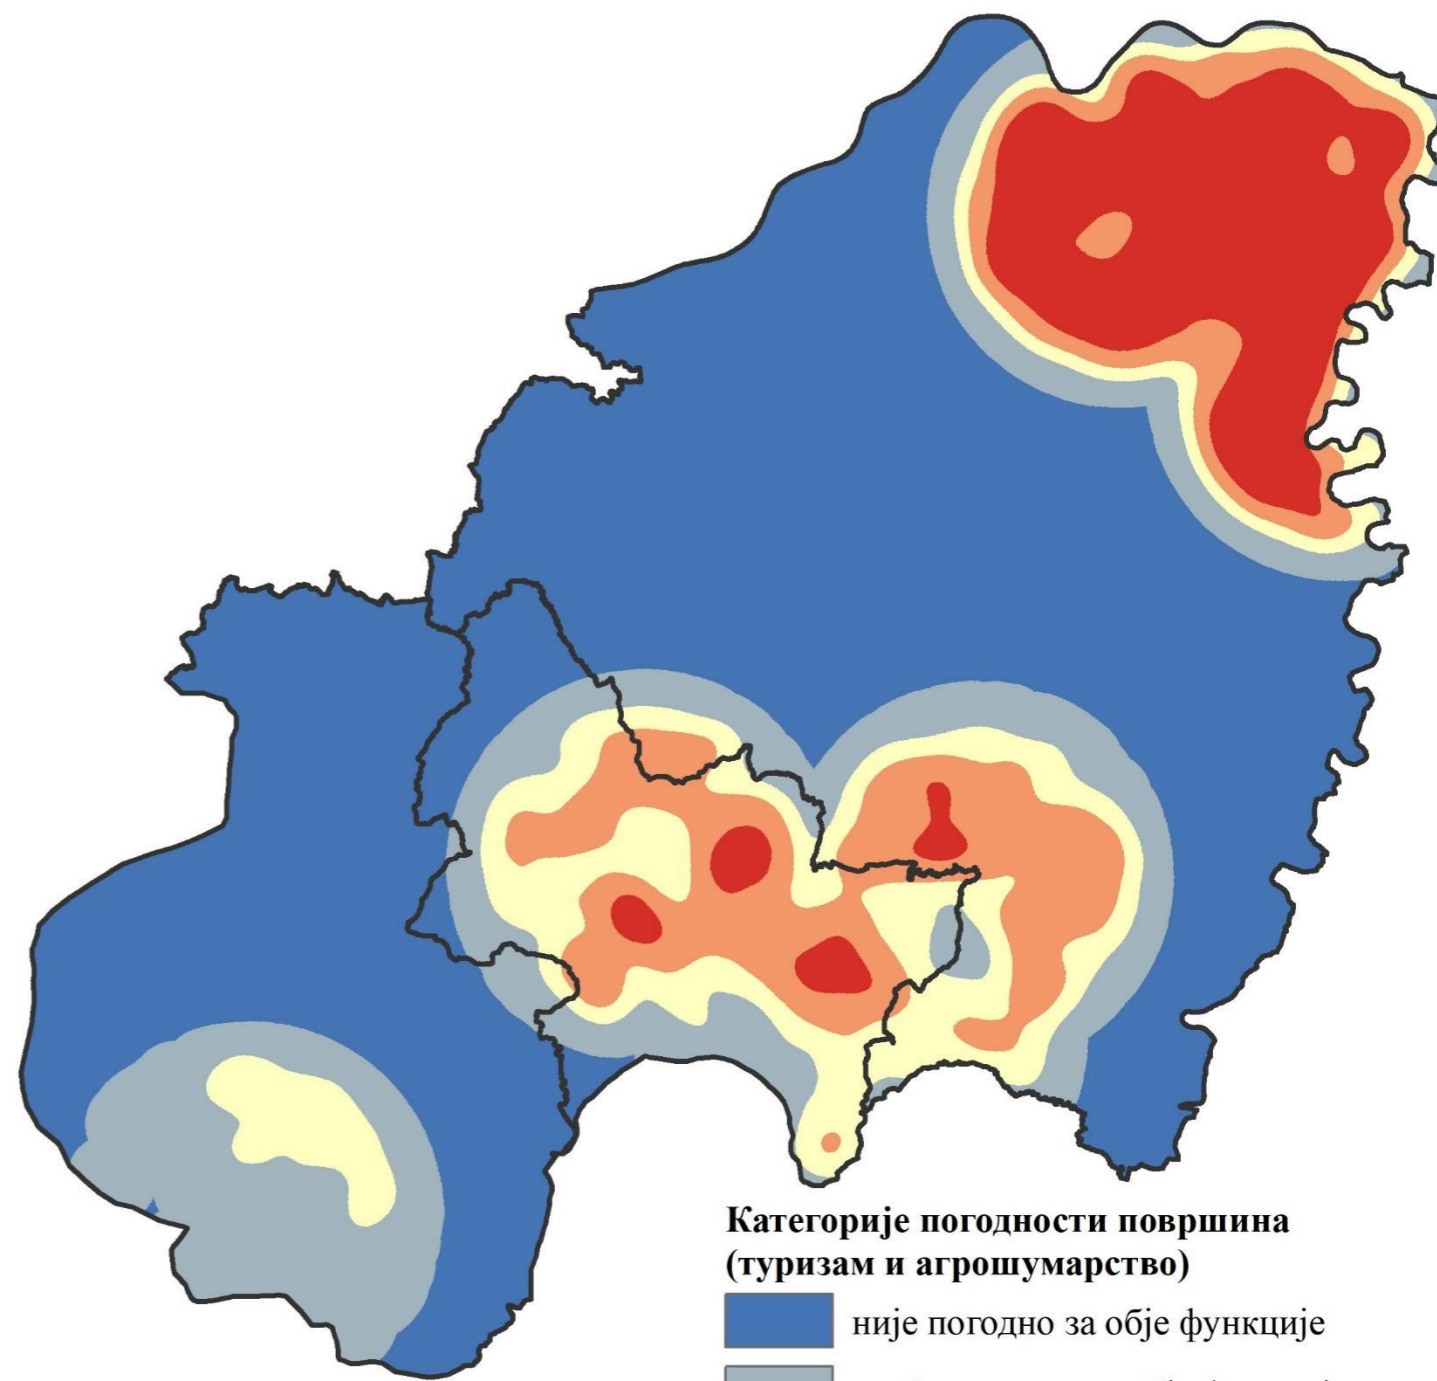 Категорије погодности површина
(туризам и агрошумарство)
није погодно за обје функције